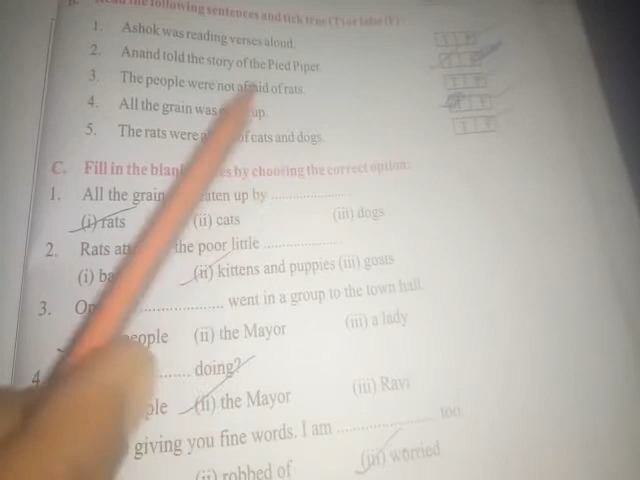 Read the following sentences and tick true (T) or false (F)
1. Ashok was reading verses aloud. T F
2. Anand told the story of the Pied Piper.
3. The people were not afraid of rats. T F
4. All the grain was up.
5. The rats were of cats and dogs. T F
C. Fill in the by choosing the correct option:
1. All the grain eaten up by ....................
(i) rats (ii) cats (iii) dogs
2. Rats the poor little ....................
(i) (ii) kittens and puppies (iii) goats
3. .................... went in a group to the town hall.
(ii) the Mayor (iii) a lady
4 ........ doing?
(ii) the Mayor (iii) Ravi
giving you fine words. I am .................... too.
(ii) robbed of (iii) worried